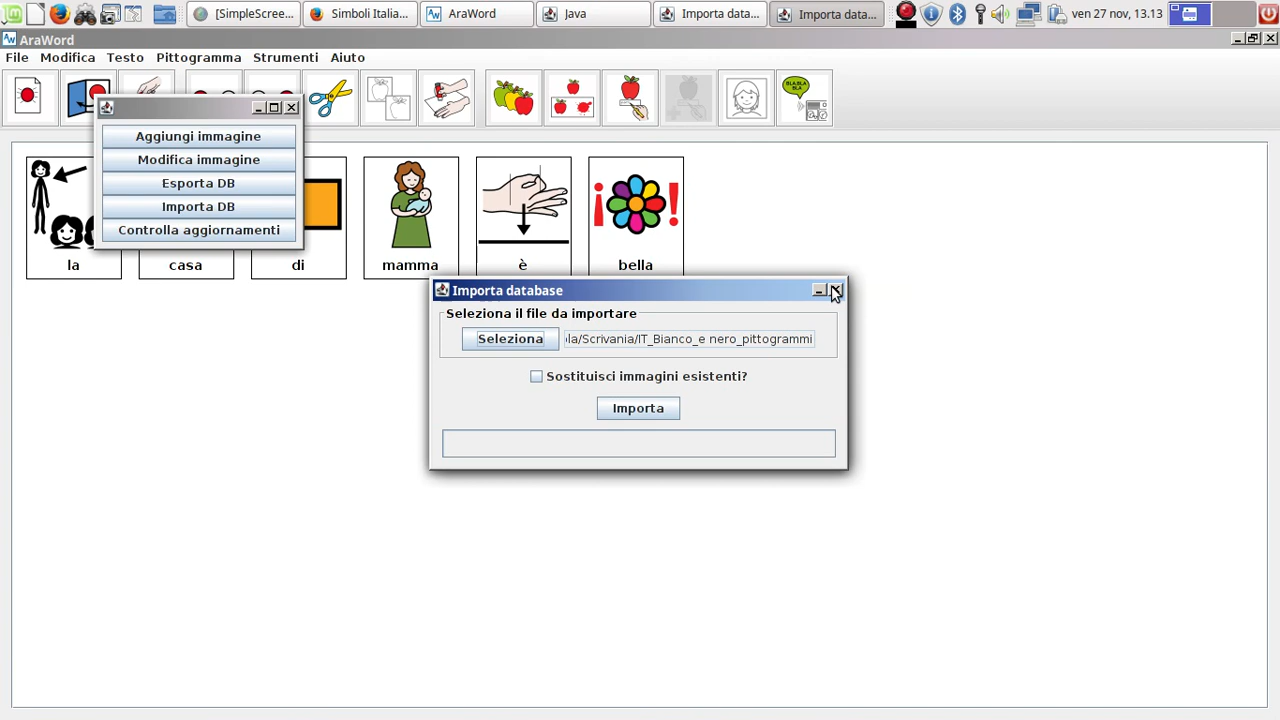 [SimpleScree...
Simboli Italia...
AraWord
Java
Importa data...
Importa data...
ven 27 nov, 13.13
AraWord
File Modifica Testo Pittogramma Strumenti Aiuto
BLABLA
BLA
Aggiungi immagine
Modifica immagine
Esporta DB
Importa DB
Controlla aggiornamenti
la casa di mamma è bella
Importa database
Seleziona il file da importare
Seleziona
la/Scrivania/IT_Bianco_e nero_pittogrammi
Sostituisci immagini esistenti?
Importa